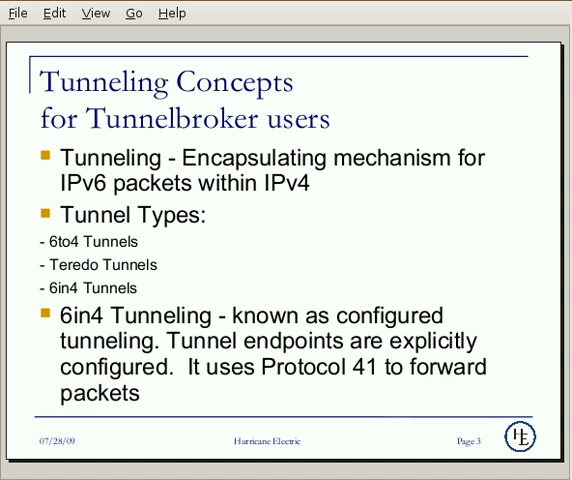 File Edit View Go Help
Tunneling Concepts
for Tunnelbroker users
Tunneling - Encapsulating mechanism for
IPv6 packets within IPv4
Tunnel Types:
- 6to4 Tunnels
- Teredo Tunnels
- 6in4 Tunnels
6in4 Tunneling - known as configured
tunneling. Tunnel endpoints are explicitly
configured.  It uses Protocol 41 to forward
packets
07/28/09 Hurricane Electric Page 3 HE